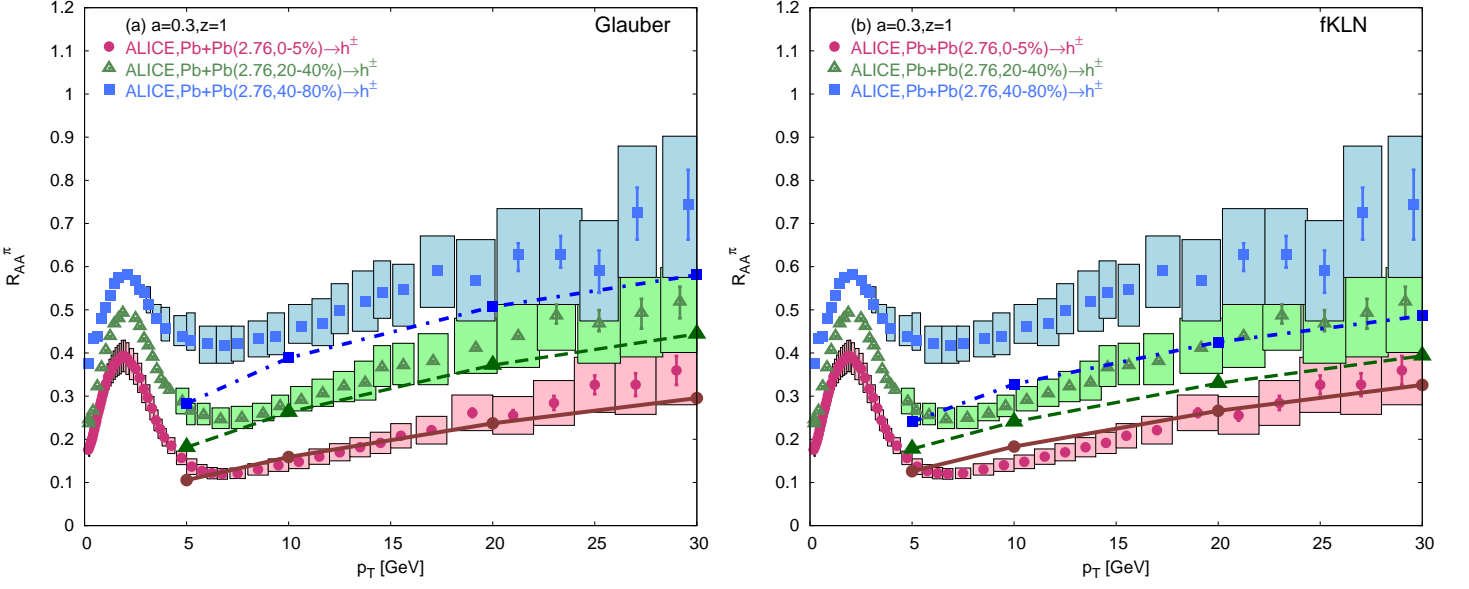 (a) a=0.3,z=1
Glauber
ALICE,Pb+Pb(2.76,0-5%)→h±
ALICE,Pb+Pb(2.76,20-40%)→h±
ALICE,Pb+Pb(2.76,40-80%)→h±
1.2
1.1
1
0.9
0.8
0.7
0.6
0.5
0.4
0.3
0.2
0.1
0
R_AA^π
0 5 10 15 20 25 30
p_T [GeV]
(b) a=0.3,z=1
fKLN
ALICE,Pb+Pb(2.76,0-5%)→h±
ALICE,Pb+Pb(2.76,20-40%)→h±
ALICE,Pb+Pb(2.76,40-80%)→h±
1.2
1.1
1
0.9
0.8
0.7
0.6
0.5
0.4
0.3
0.2
0.1
0
R_AA^π
0 5 10 15 20 25 30
p_T [GeV]